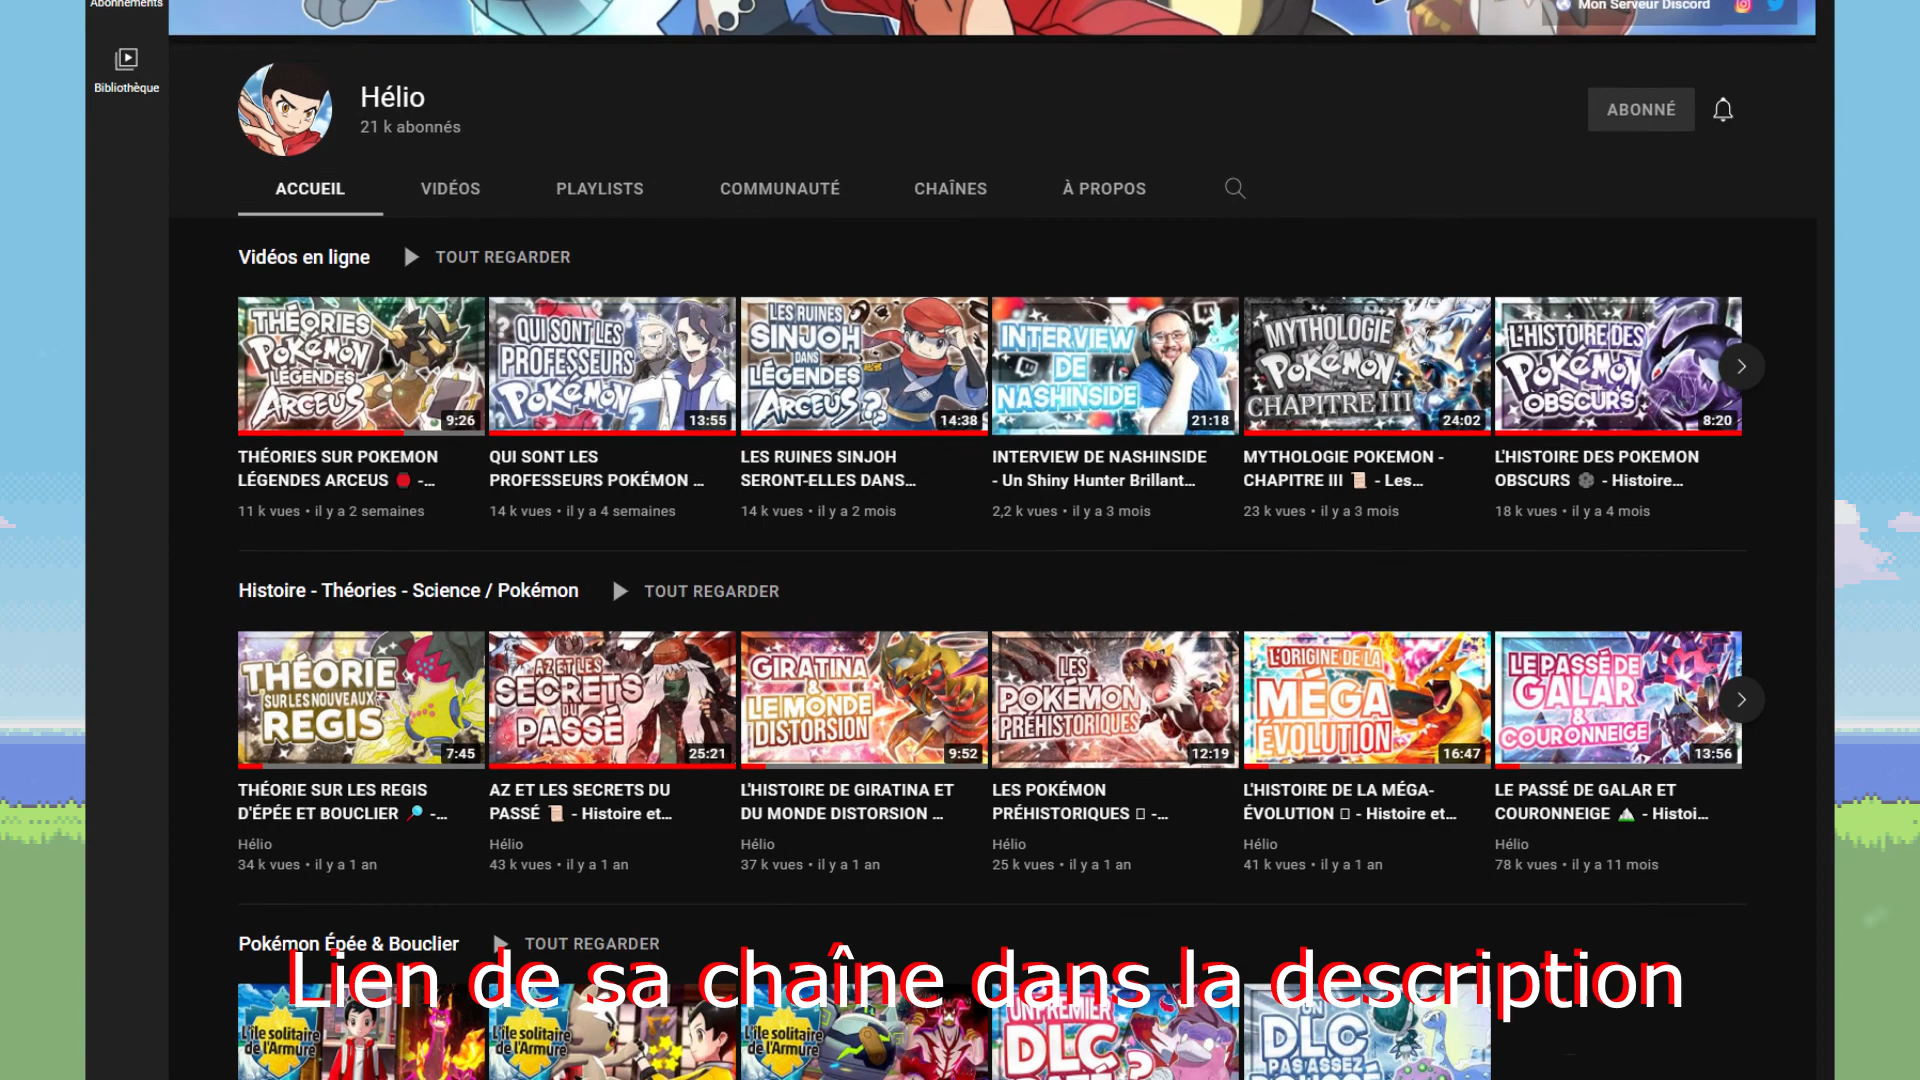 Abonnements
Mon Serveur Discord
Bibliothèque
Hélio
21 k abonnés
ABONNÉ
ACCUEIL
VIDÉOS
PLAYLISTS
COMMUNAUTÉ
CHAÎNES
À PROPOS
Vidéos en ligne
TOUT REGARDER
THÉORIES
POKÉMON
LÉGENDES
ARCEUS
9:26
QUI SONT LES
PROFESSEURS
POKÉMON
13:55
LES RUINES
SINJOH
DANS
LÉGENDES
ARCEUS?
14:38
INTERVIEW
DE
NASHINSIDE
21:18
MYTHOLOGIE
POKÉMON
CHAPITRE III
24:02
L'HISTOIRE DES
POKÉMON
OBSCURS
8:20
THÉORIES SUR POKEMON
LÉGENDES ARCEUS 🏮 -...
11 k vues • il y a 2 semaines
QUI SONT LES
PROFESSEURS POKÉMON ...
14 k vues • il y a 4 semaines
LES RUINES SINJOH
SERONT-ELLES DANS...
14 k vues • il y a 2 mois
INTERVIEW DE NASHINSIDE
- Un Shiny Hunter Brillant...
2,2 k vues • il y a 3 mois
MYTHOLOGIE POKEMON -
CHAPITRE III 📜 - Les...
23 k vues • il y a 3 mois
L'HISTOIRE DES POKEMON
OBSCURS - Histoire...
18 k vues • il y a 4 mois
Histoire - Théories - Science / Pokémon
TOUT REGARDER
THÉORIE
SUR LES NOUVEAUX
REGIS
7:45
AZ ET LES
SECRETS
DU
PASSÉ
25:21
GIRATINA
&
LE MONDE
DISTORSION
9:52
LES
POKÉMON
PRÉHISTORIQUES
12:19
L'ORIGINE DE LA
MÉGA
ÉVOLUTION
16:47
LE PASSÉ DE
GALAR
&
COURONNEIGE
13:56
THÉORIE SUR LES REGIS
D'ÉPÉE ET BOUCLIER 🔎 -...
Hélio
34 k vues • il y a 1 an
AZ ET LES SECRETS DU
PASSÉ 📜 - Histoire et...
Hélio
43 k vues • il y a 1 an
L'HISTOIRE DE GIRATINA ET
DU MONDE DISTORSION ...
Hélio
37 k vues • il y a 1 an
LES POKÉMON
PRÉHISTORIQUES -...
Hélio
25 k vues • il y a 1 an
L'HISTOIRE DE LA MÉGA-
ÉVOLUTION - Histoire et...
Hélio
41 k vues • il y a 1 an
LE PASSÉ DE GALAR ET
COURONNEIGE 🏔 - Histoi...
Hélio
78 k vues • il y a 11 mois
Pokémon Épée & Bouclier
TOUT REGARDER
Lien de sa chaîne dans la description
L'île solitaire
de l'Armure
L'île solitaire
de l'Armure
L'île solitaire
de l'Armure
UN PREMIER
DLC
RATÉ ?
UN
DLC
PAS ASSEZ
POUSSÉ